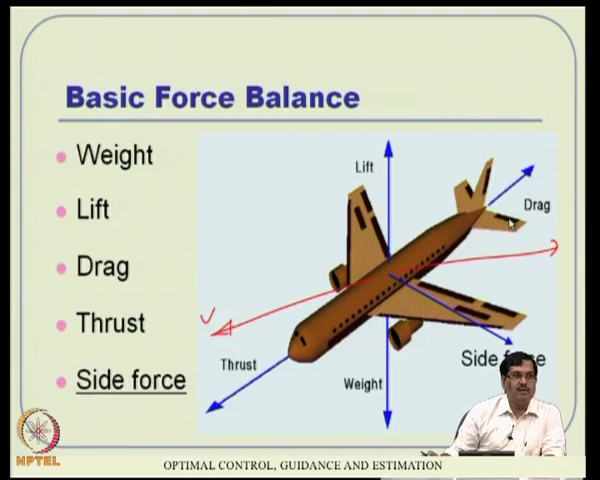 Basic Force Balance
Weight
Lift
Drag
Thrust
Side force
Lift
Drag
V
Thrust
Weight
NPTEL
OPTIMAL CONTROL, GUIDANCE AND ESTIMATION